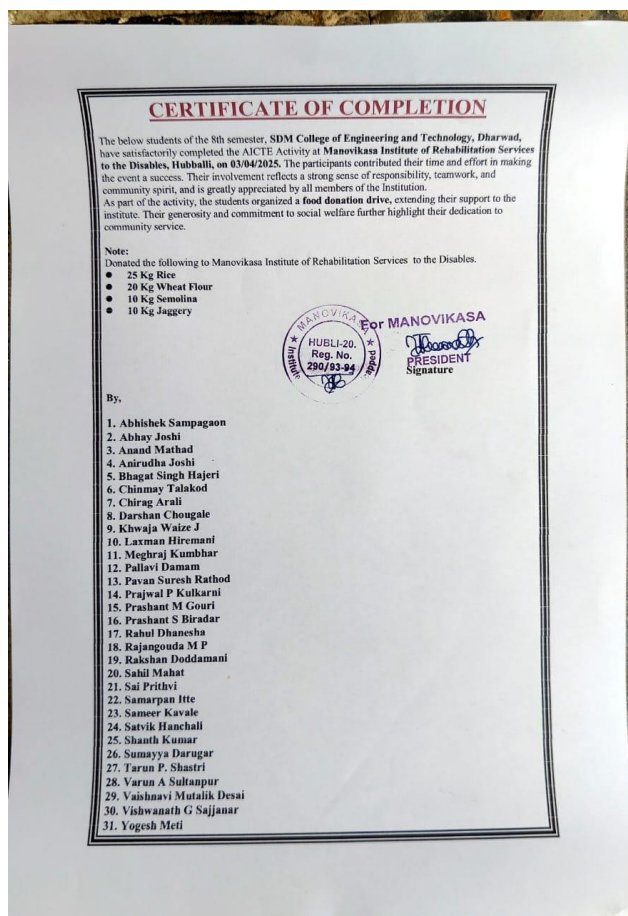 CERTIFICATE OF COMPLETION
The below students of the 8th semester, SDM College of Engineering and Technology, Dharwad,
have satisfactorily completed the AICTE Activity at Manovikasa Institute of Rehabilitation Services
to the Disables, Hubballi, on 03/04/2025. The participants contributed their time and effort in making
the event a success. Their involvement reflects a strong sense of responsibility, teamwork, and
community spirit, and is greatly appreciated by all members of the Institution.
As part of the activity, the students organized a food donation drive, extending their support to the
institute. Their generosity and commitment to social welfare further highlight their dedication to
community service.
Note:
Donated the following to Manovikasa Institute of Rehabilitation Services to the Disables.
● 25 Kg Rice
● 20 Kg Wheat Flour
● 10 Kg Semolina
● 10 Kg Jaggery
MANOVIKA
HUBLI-20.
Reg. No.
290/93-94
Institute
For MANOVIKASA
PRESIDENT
Signature
By,
1. Abhishek Sampagaon
2. Abhay Joshi
3. Anand Mathad
4. Anirudha Joshi
5. Bhagat Singh Hajeri
6. Chinmay Talakod
7. Chirag Arali
8. Darshan Chougale
9. Khwaja Waize J
10. Laxman Hiremani
11. Meghraj Kumbhar
12. Pallavi Damam
13. Pavan Suresh Rathod
14. Prajwal P Kulkarni
15. Prashant M Gouri
16. Prashant S Biradar
17. Rahul Dhanesha
18. Rajangouda M P
19. Rakshan Doddamani
20. Sahil Mahat
21. Sai Prithvi
22. Samarpan Itte
23. Sameer Kavale
24. Satvik Hanchali
25. Shanth Kumar
26. Sumayya Darugar
27. Tarun P. Shastri
28. Varun A Sultanpur
29. Vaishnavi Mutalik Desai
30. Vishwanath G Sajjanar
31. Yogesh Meti